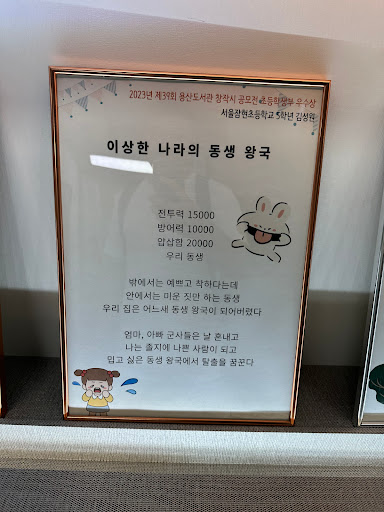 2023년 제39회 용산도서관 창작시 공모전 초등학생부 우수상
서울잠현초등학교 5학년 김성원
이상한 나라의 동생 왕국
전투력 15000
방어력 10000
압삽함 20000
우리 동생
밖에서는 예쁘고 착하다는데
안에서는 미운 짓만 하는 동생
우리 집은 어느새 동생 왕국이 되어버렸다
엄마, 아빠 군사들은 날 혼내고
나는 졸지에 나쁜 사람이 되고
밉고 싫은 동생 왕국에서 탈출을 꿈꾼다